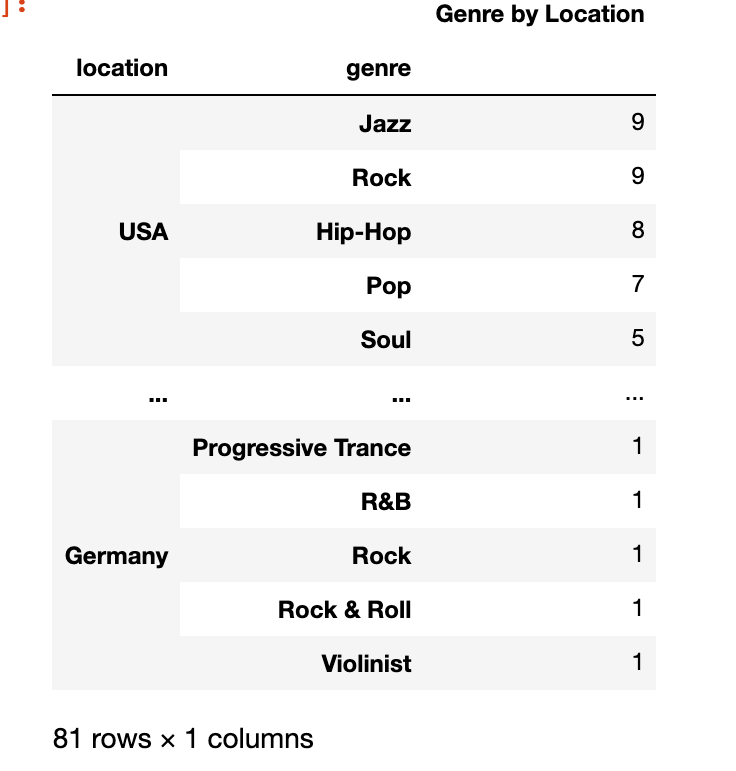 ]:
Genre by Location
location genre
Jazz 9
Rock 9
USA Hip-Hop 8
Pop 7
Soul 5
... ... ...
Progressive Trance 1
R&B 1
Germany Rock 1
Rock & Roll 1
Violinist 1
81 rows × 1 columns